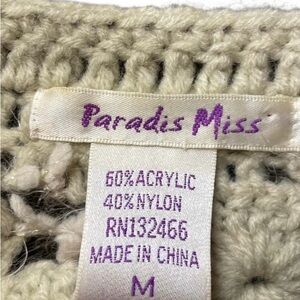 Paradis Miss
60%ACRYLIC
40%NYLON
RN132466
MADE IN CHINA
M